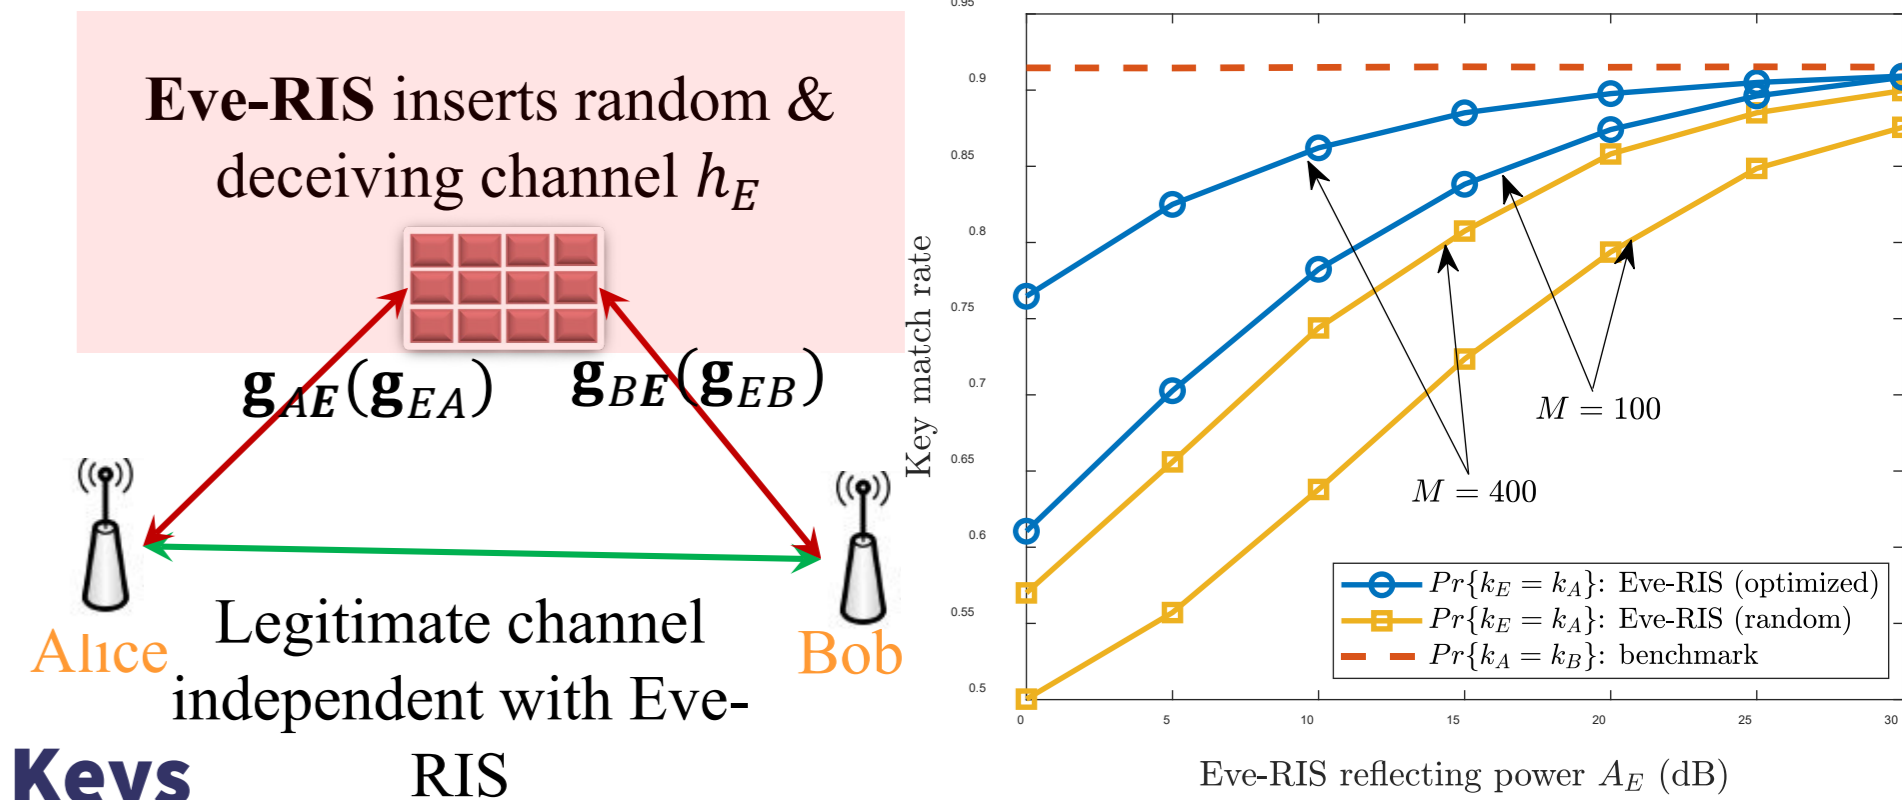 Eve-RIS inserts random &
deceiving channel h_E
g_AE(g_EA)
g_BE(g_EB)
Alice
Bob
Legitimate channel
independent with Eve-
RIS
Keys
Key match rate
0.95
0.9
0.85
0.8
0.75
0.7
0.65
0.6
0.55
0.5
0
5
10
15
20
25
30
Eve-RIS reflecting power A_E (dB)
M = 100
M = 400
Pr{k_E = k_A}: Eve-RIS (optimized)
Pr{k_E = k_A}: Eve-RIS (random)
Pr{k_A = k_B}: benchmark